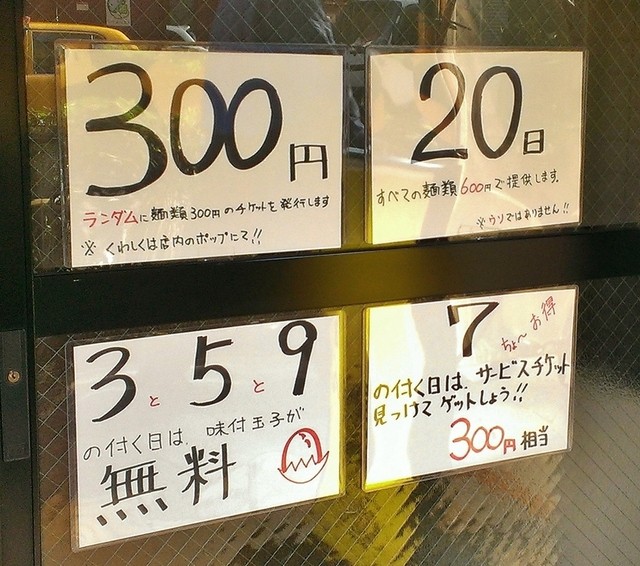 300円
ランダムに麺類300円のチケットを発行します
※ くわしくは店内のポップにて!!
20日
すべての麺類600円で提供します。
※ウソではありません!!
3と5と9
の付く日は、味付玉子が
無料
7
ちょ〜お得
の付く日は、サービスチケット
見っけてゲットしよう!!
300円相当